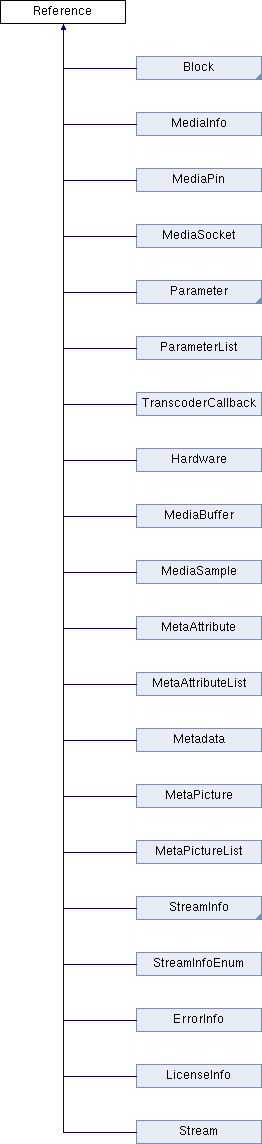 Reference
Block
MediaInfo
MediaPin
MediaSocket
Parameter
ParameterList
TranscoderCallback
Hardware
MediaBuffer
MediaSample
MetaAttribute
MetaAttributeList
Metadata
MetaPicture
MetaPictureList
StreamInfo
StreamInfoEnum
ErrorInfo
LicenseInfo
Stream